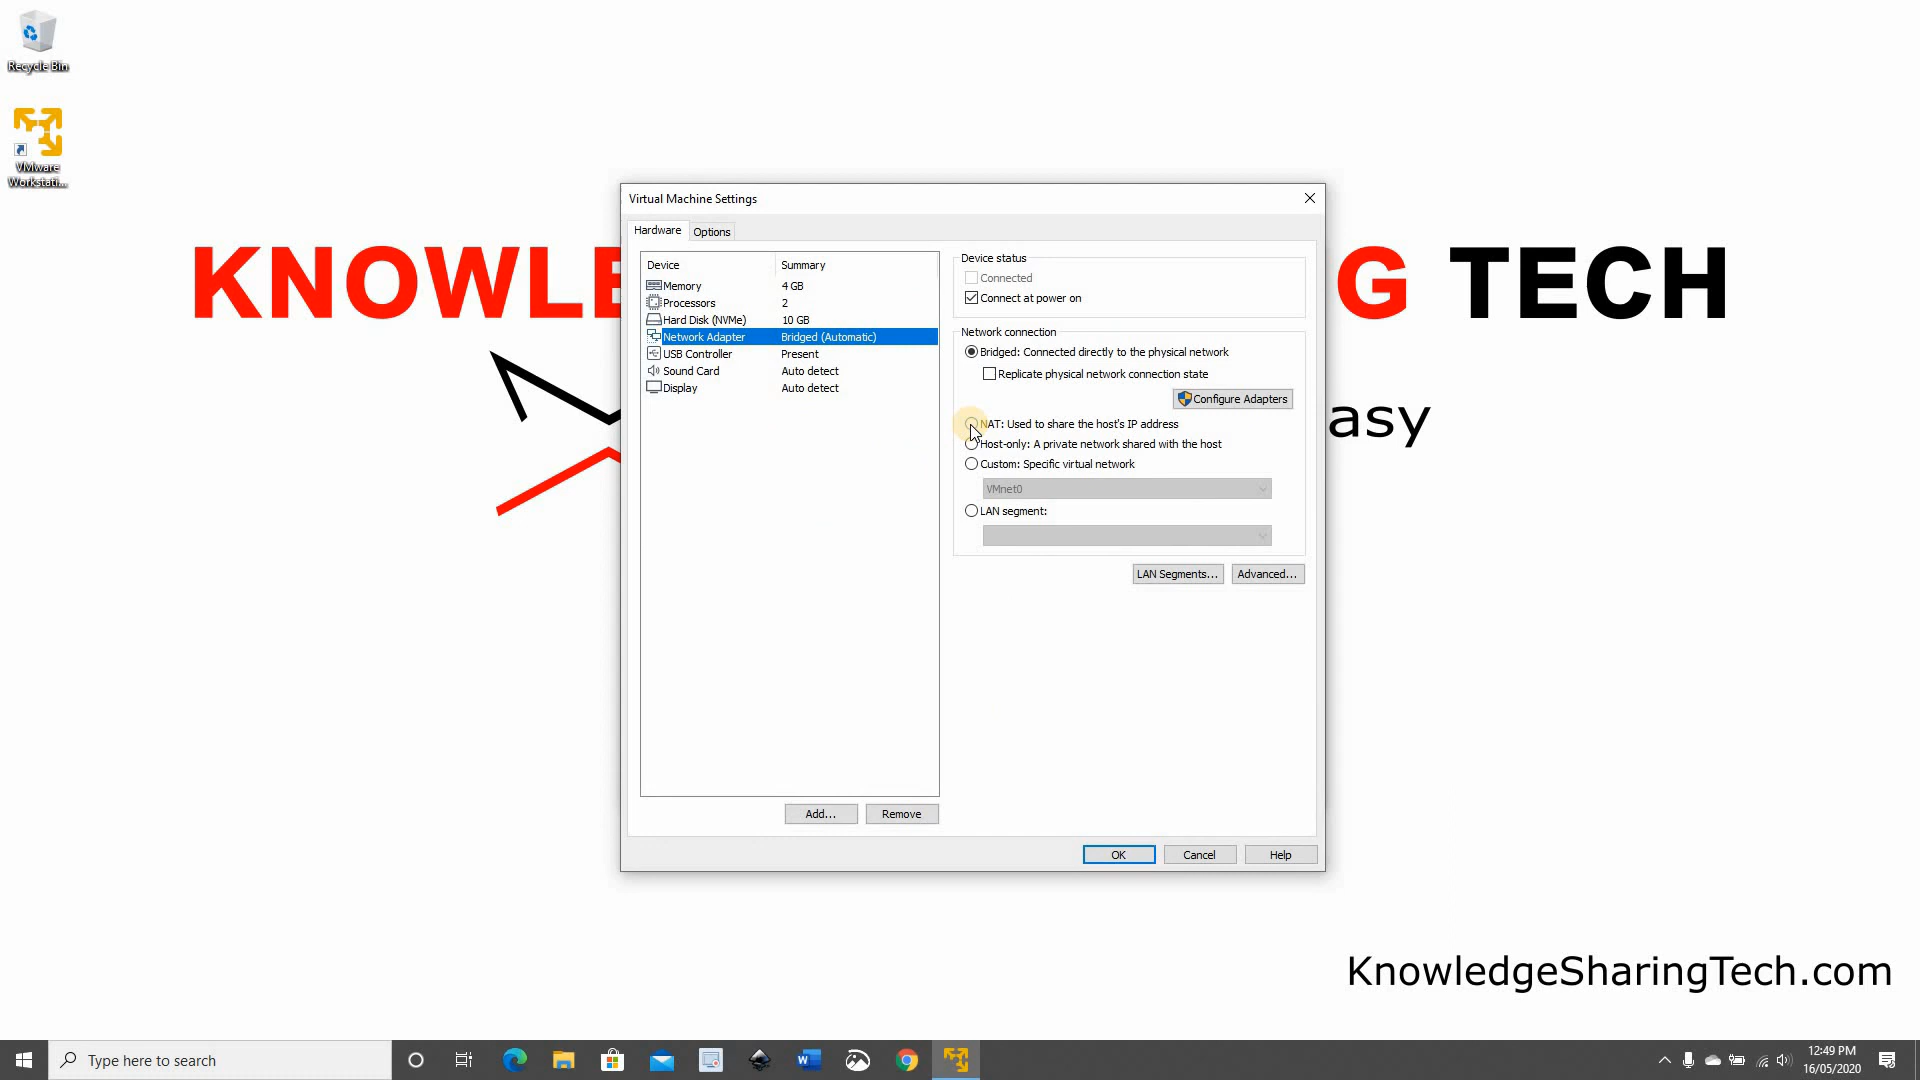 Recycle Bin
VMware
Workstati...
KNOWLE
G TECH
asy
Virtual Machine Settings
Hardware
Options
Device Summary
Memory 4 GB
Processors 2
Hard Disk (NVMe) 10 GB
Network Adapter Bridged (Automatic)
USB Controller Present
Sound Card Auto detect
Display Auto detect
Add...
Remove
Device status
Connected
Connect at power on
Network connection
Bridged: Connected directly to the physical network
Replicate physical network connection state
Configure Adapters
NAT: Used to share the host's IP address
Host-only: A private network shared with the host
Custom: Specific virtual network
VMnet0
LAN segment:
LAN Segments...
Advanced...
OK
Cancel
Help
KnowledgeSharingTech.com
Type here to search
12:49 PM
16/05/2020